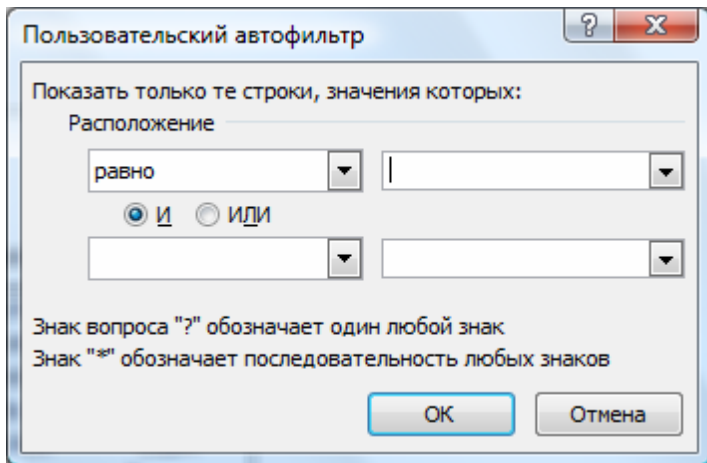 Пользовательский автофильтр
Показать только те строки, значения которых:
Расположение
равно
И ИЛИ
Знак вопроса "?" обозначает один любой знак
Знак "*" обозначает последовательность любых знаков
ОК Отмена